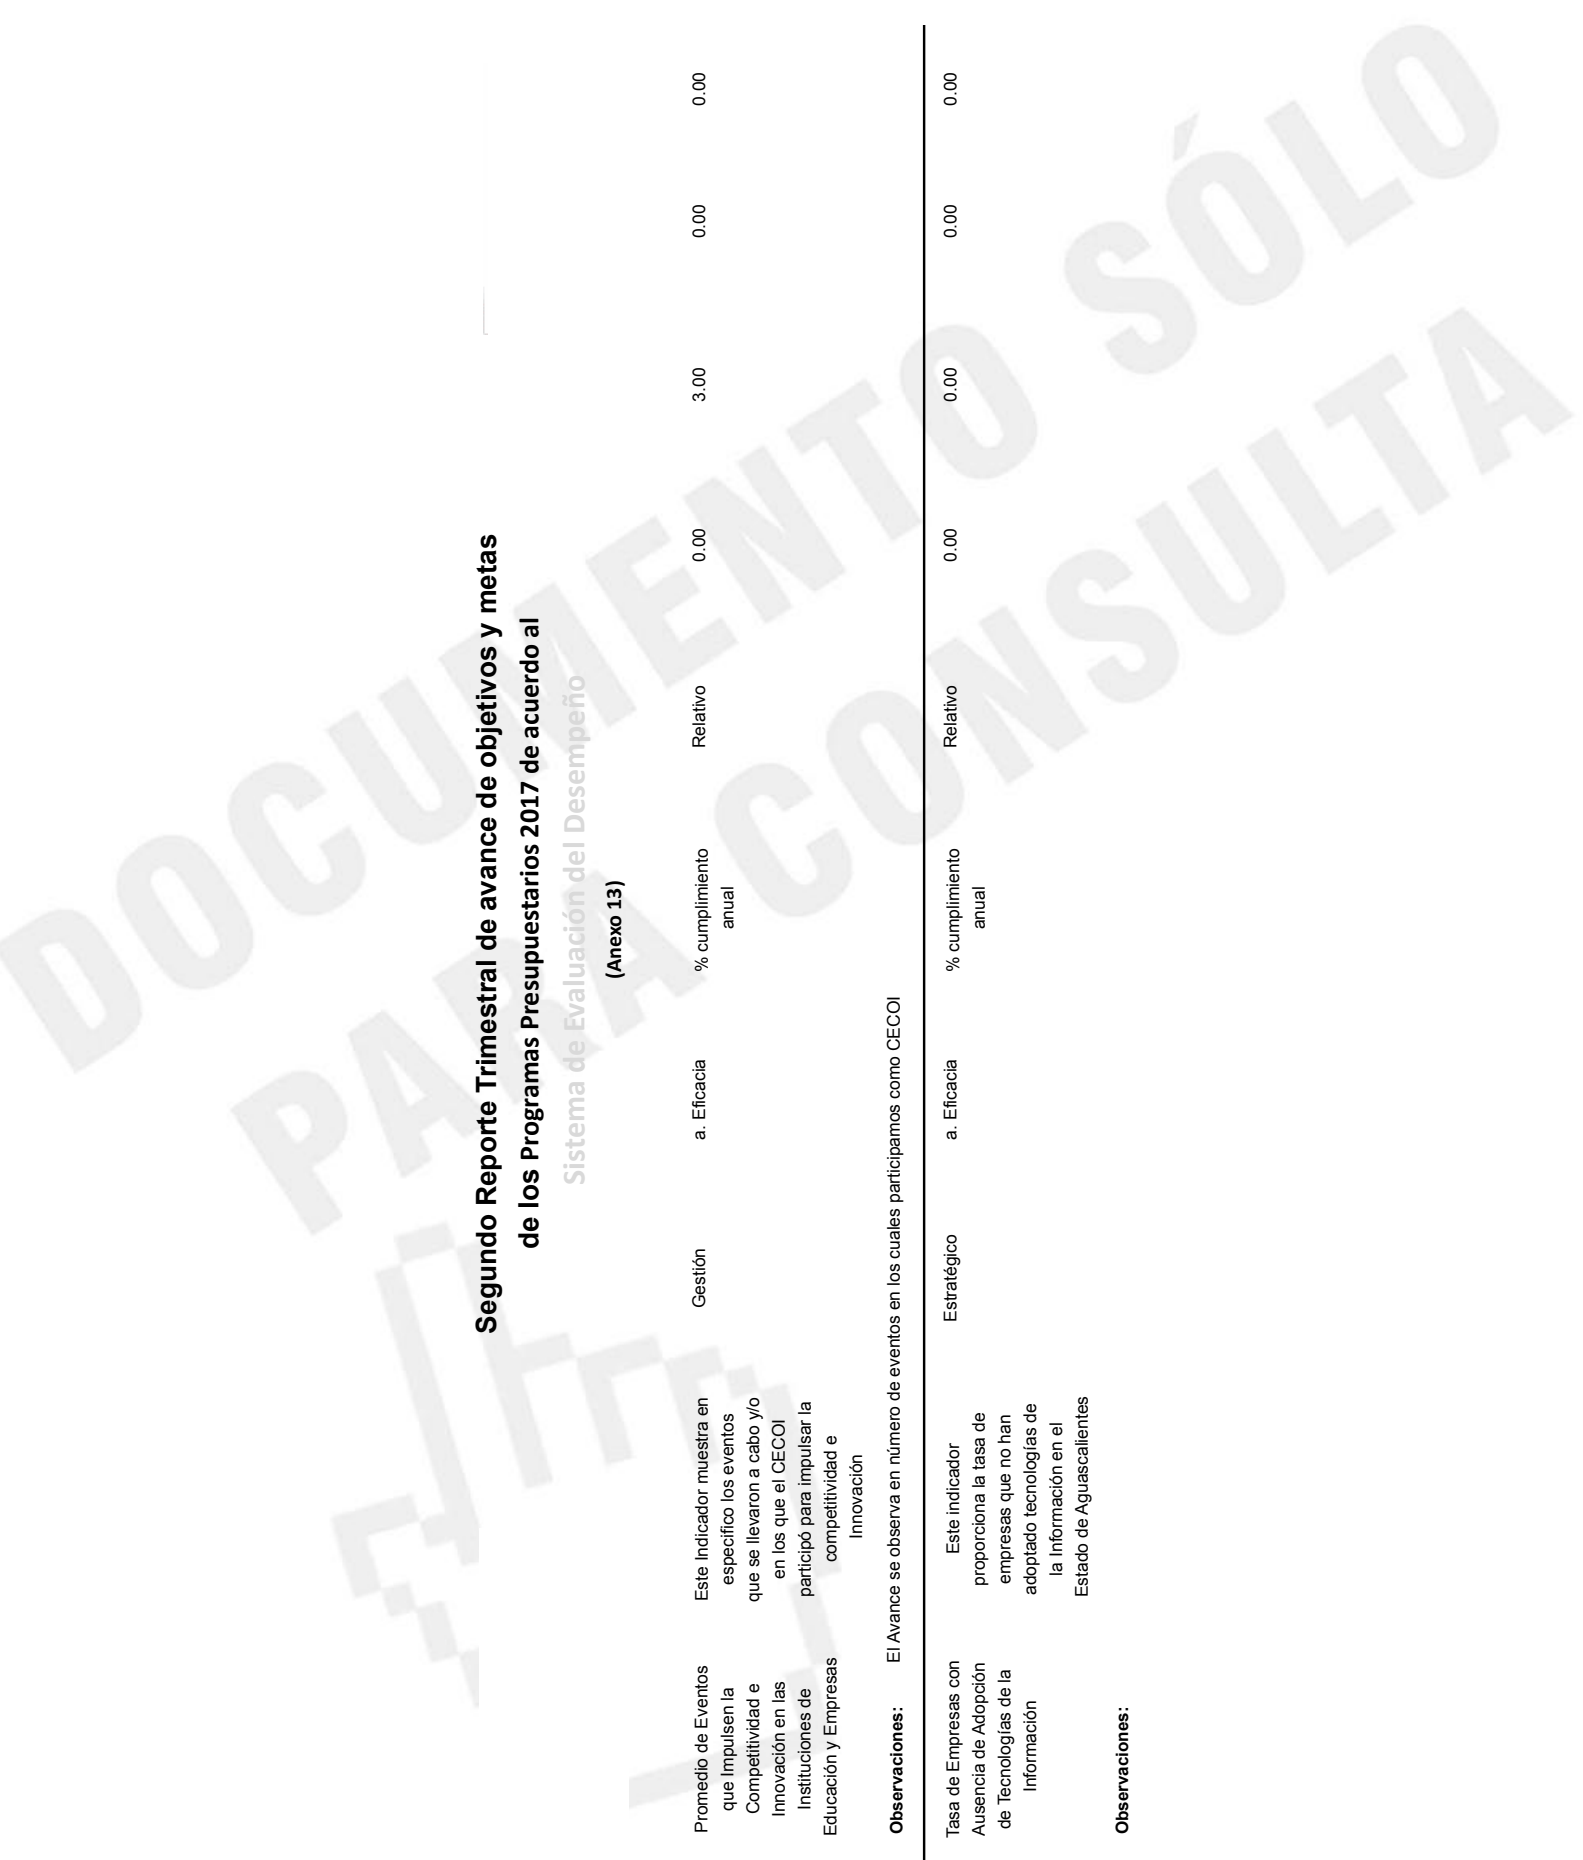 Segundo Reporte Trimestral de avance de objetivos y metas
de los Programas Presupuestarios 2017 de acuerdo al
Sistema de Evaluación del Desempeño
(Anexo 13)
Promedio de Eventos
que Impulsen la
Competitividad e
Innovación en las
Instituciones de
Educación y Empresas
Este Indicador muestra en
especifico los eventos
que se llevaron a cabo y/o
en los que el CECOI
participó para impulsar la
competitividad e
Innovación
Gestión
a. Eficacia
% cumplimiento
anual
Relativo
0.00
3.00
0.00
0.00
Observaciones:
El Avance se observa en número de eventos en los cuales participamos como CECOI
Tasa de Empresas con
Ausencia de Adopción
de Tecnologías de la
Información
Este indicador
proporciona la tasa de
empresas que no han
adoptado tecnologías de
la Información en el
Estado de Aguascalientes
Estratégico
a. Eficacia
% cumplimiento
anual
Relativo
0.00
0.00
0.00
0.00
Observaciones:
DOCUMENTO SÓLO
PARA CONSULTA